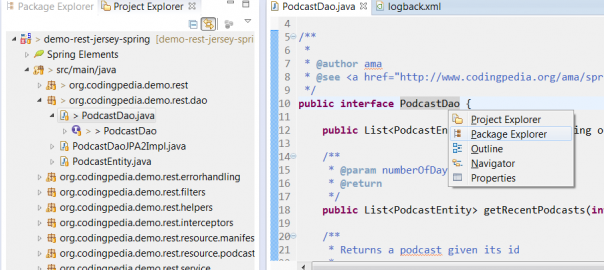 Package Explorer
Project Explorer
> demo-rest-jersey-spring [demo-rest-jersey-spri
Spring Elements
> src/main/java
> org.codingpedia.demo.rest
> org.codingpedia.demo.rest.dao
> PodcastDao.java
> PodcastDao
PodcastDaoJPA2Impl.java
PodcastEntity.java
org.codingpedia.demo.rest.errorhandling
org.codingpedia.demo.rest.filters
org.codingpedia.demo.rest.helpers
org.codingpedia.demo.rest.interceptors
org.codingpedia.demo.rest.resource.manifes
org.codingpedia.demo.rest.resource.podcast
org.codingpedia.demo.rest.service
PodcastDao.java
logback.xml
4
5 /**
6 *
7 * @author ama
8 * @see <a href="http://www.codingpedia.org/ama/spr
9 */
10 public interface PodcastDao {
11
12 public List<PodcastEnt ing o
13
14 /**
15 * @param numberOfDay
16 * @return
17 */
18 public List<PodcastEntity> getRecentPodcasts(int
19
20 /**
21 * Returns a podcast given its id
22 *
Project Explorer
Package Explorer
Outline
Navigator
Properties